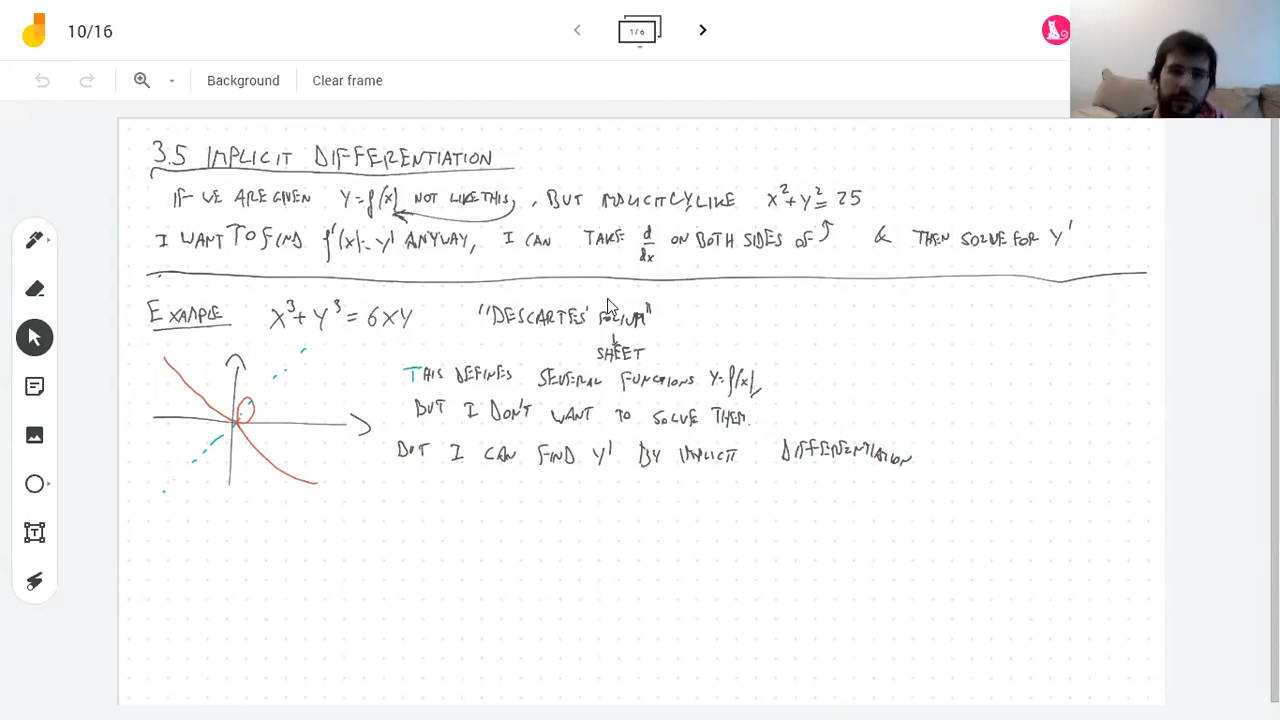 10/16
1/6
Background
Clear frame
3.5 IMPLICIT DIFFERENTIATION
IF WE ARE GIVEN Y=f(x) NOT LIKE THIS, BUT IMPLICITLY LIKE x²+y²=25
I WANT TO FIND f'(x)=y' ANYWAY, I CAN TAKE d/dx ON BOTH SIDES OF & THEN SOLVE FOR Y'
EXAMPLE x³+y³=6xy "DESCARTES' FOLIUM"
SHEET
THIS DEFINES SEVERAL FUNCTIONS Y=f(x),
BUT I DON'T WANT TO SOLVE THEM.
BUT I CAN FIND Y' BY IMPLICIT DIFFERENTIATION